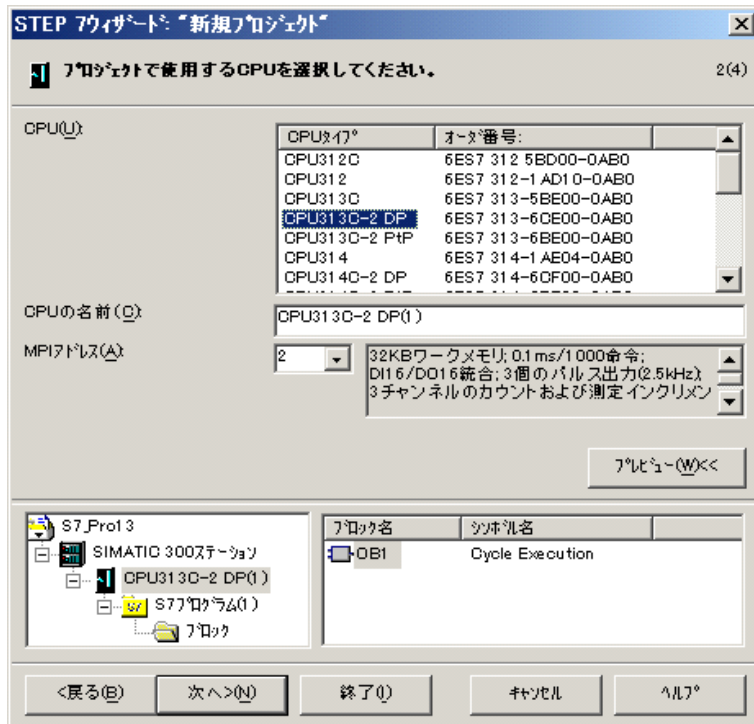 STEP 7ウィザード: "新規プロジェクト"
プロジェクトで使用するCPUを選択してください。 2(4)
CPU(U):
CPUタイプ オーダ番号:
CPU312C 6ES7 312 5BD00-0AB0
CPU312 6ES7 312-1AD10-0AB0
CPU313C 6ES7 313-5BE00-0AB0
CPU313C-2 DP 6ES7 313-6CE00-0AB0
CPU313C-2 PtP 6ES7 313-6BE00-0AB0
CPU314 6ES7 314-1AE04-0AB0
CPU314C-2 DP 6ES7 314-6CF00-0AB0
CPUの名前(C): CPU313C-2 DP(1)
MPIアドレス(A): 2
32KBワークメモリ; 0.1ms/1000命令;
DI16/DO16統合; 3個のパルス出力(2.5kHz);
3チャンネルのカウントおよび測定インクリメン
プレビュー(W)<<
S7_Pro13
SIMATIC 300ステーション
CPU313C-2 DP(1)
S7プログラム(1)
ブロック
ブロック名 シンボル名
OB1 Cycle Execution
<戻る(B) 次へ>(N) 終了(I) キャンセル ヘルプ